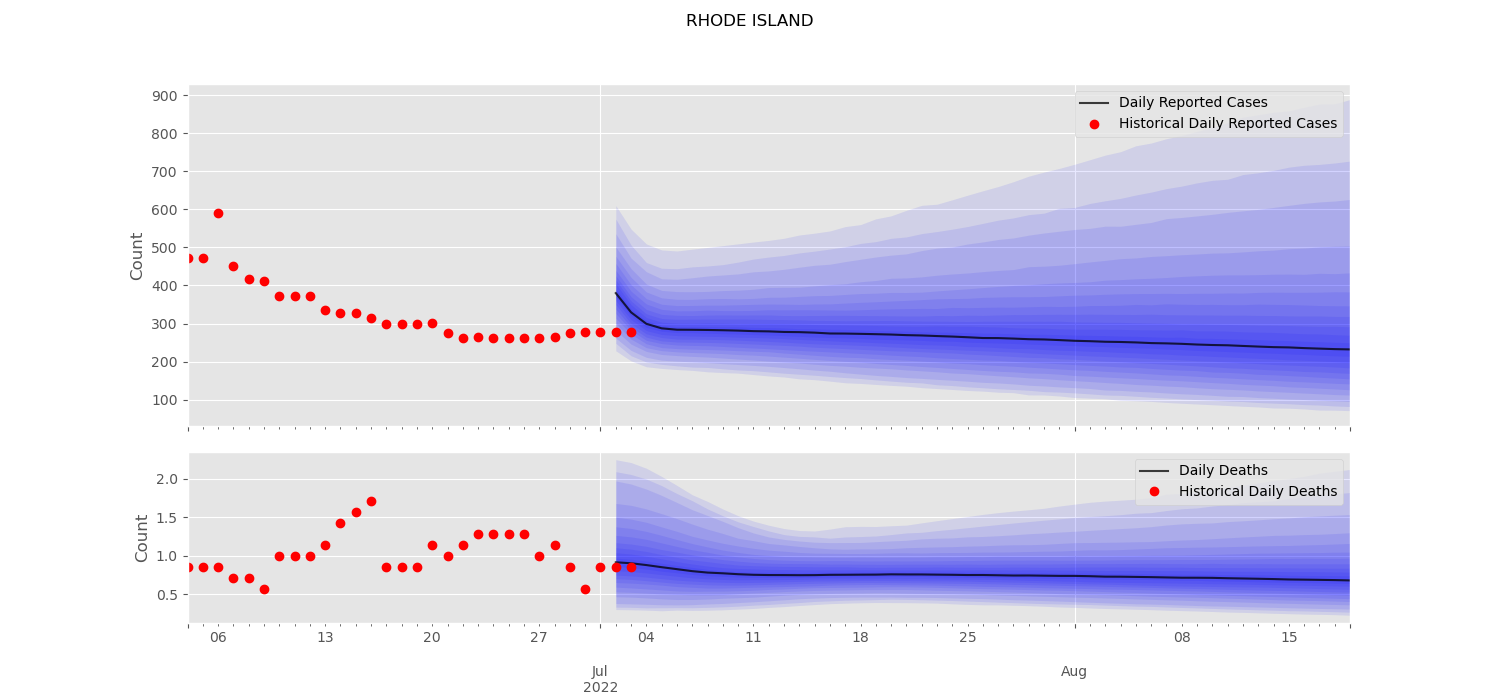 RHODE ISLAND
900
800
700
600
500
400
300
200
100
Count
Daily Reported Cases
Historical Daily Reported Cases
2.0
1.5
1.0
0.5
Count
Daily Deaths
Historical Daily Deaths
06 13 20 27 04 11 18 25 08 15
Jul Aug
2022